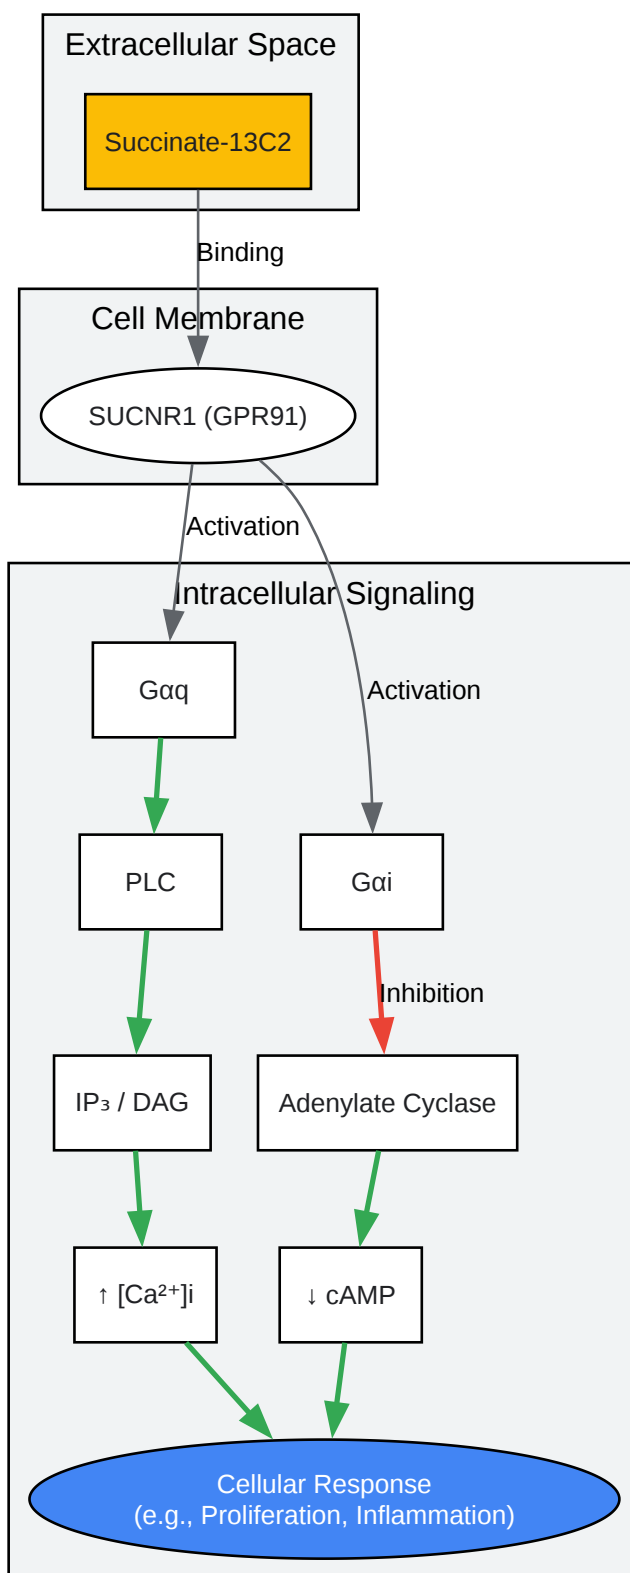 Extracellular Space
Succinate-13C2
Binding
Cell Membrane
SUCNR1 (GPR91)
Activation
Intracellular Signaling
Gαq
Activation
PLC
Gαi
Inhibition
IP₃ / DAG
Adenylate Cyclase
↑ [Ca²⁺]i
↓ cAMP
Cellular Response
(e.g., Proliferation, Inflammation)